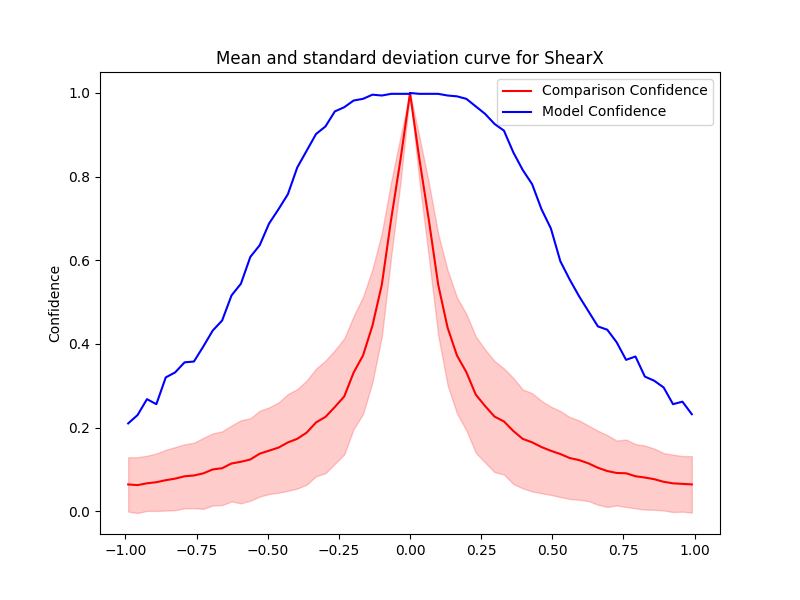 Mean and standard deviation curve for ShearX
Comparison Confidence
Model Confidence
Confidence
1.0
0.8
0.6
0.4
0.2
0.0
−1.00 −0.75 −0.50 −0.25 0.00 0.25 0.50 0.75 1.00